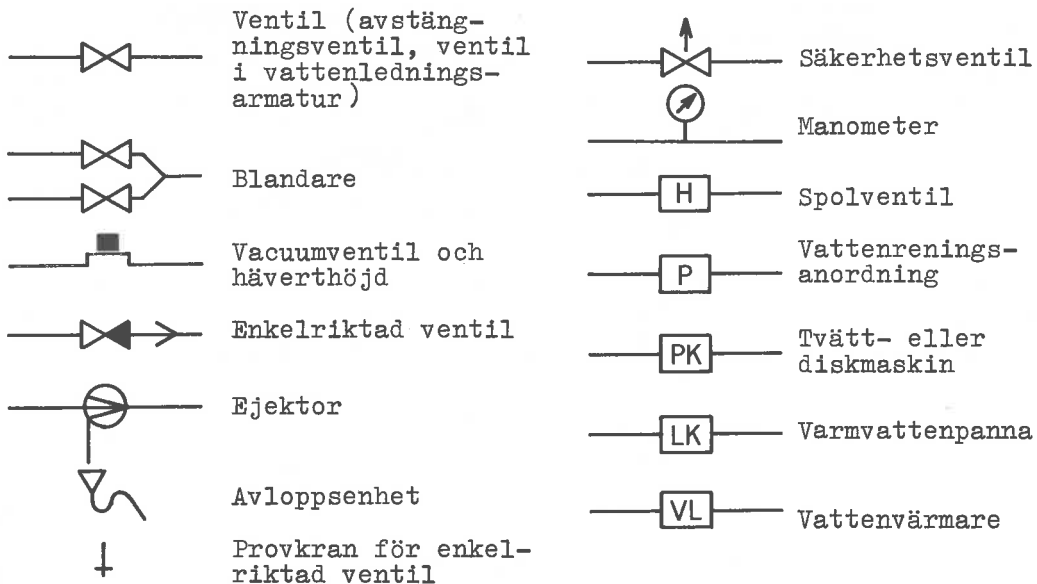 Ventil (avstäng-
ningsventil, ventil
i vattenlednings-
armatur)
Blandare
Vacuumventil och
häverthöjd
Enkelriktad ventil
Ejektor
Avloppsenhet
Provkran för enkel-
riktad ventil
Säkerhetsventil
Manometer
H Spolventil
P Vattenrenings-
anordning
PK Tvätt- eller
diskmaskin
LK Varmvattenpanna
VL Vattenvärmare